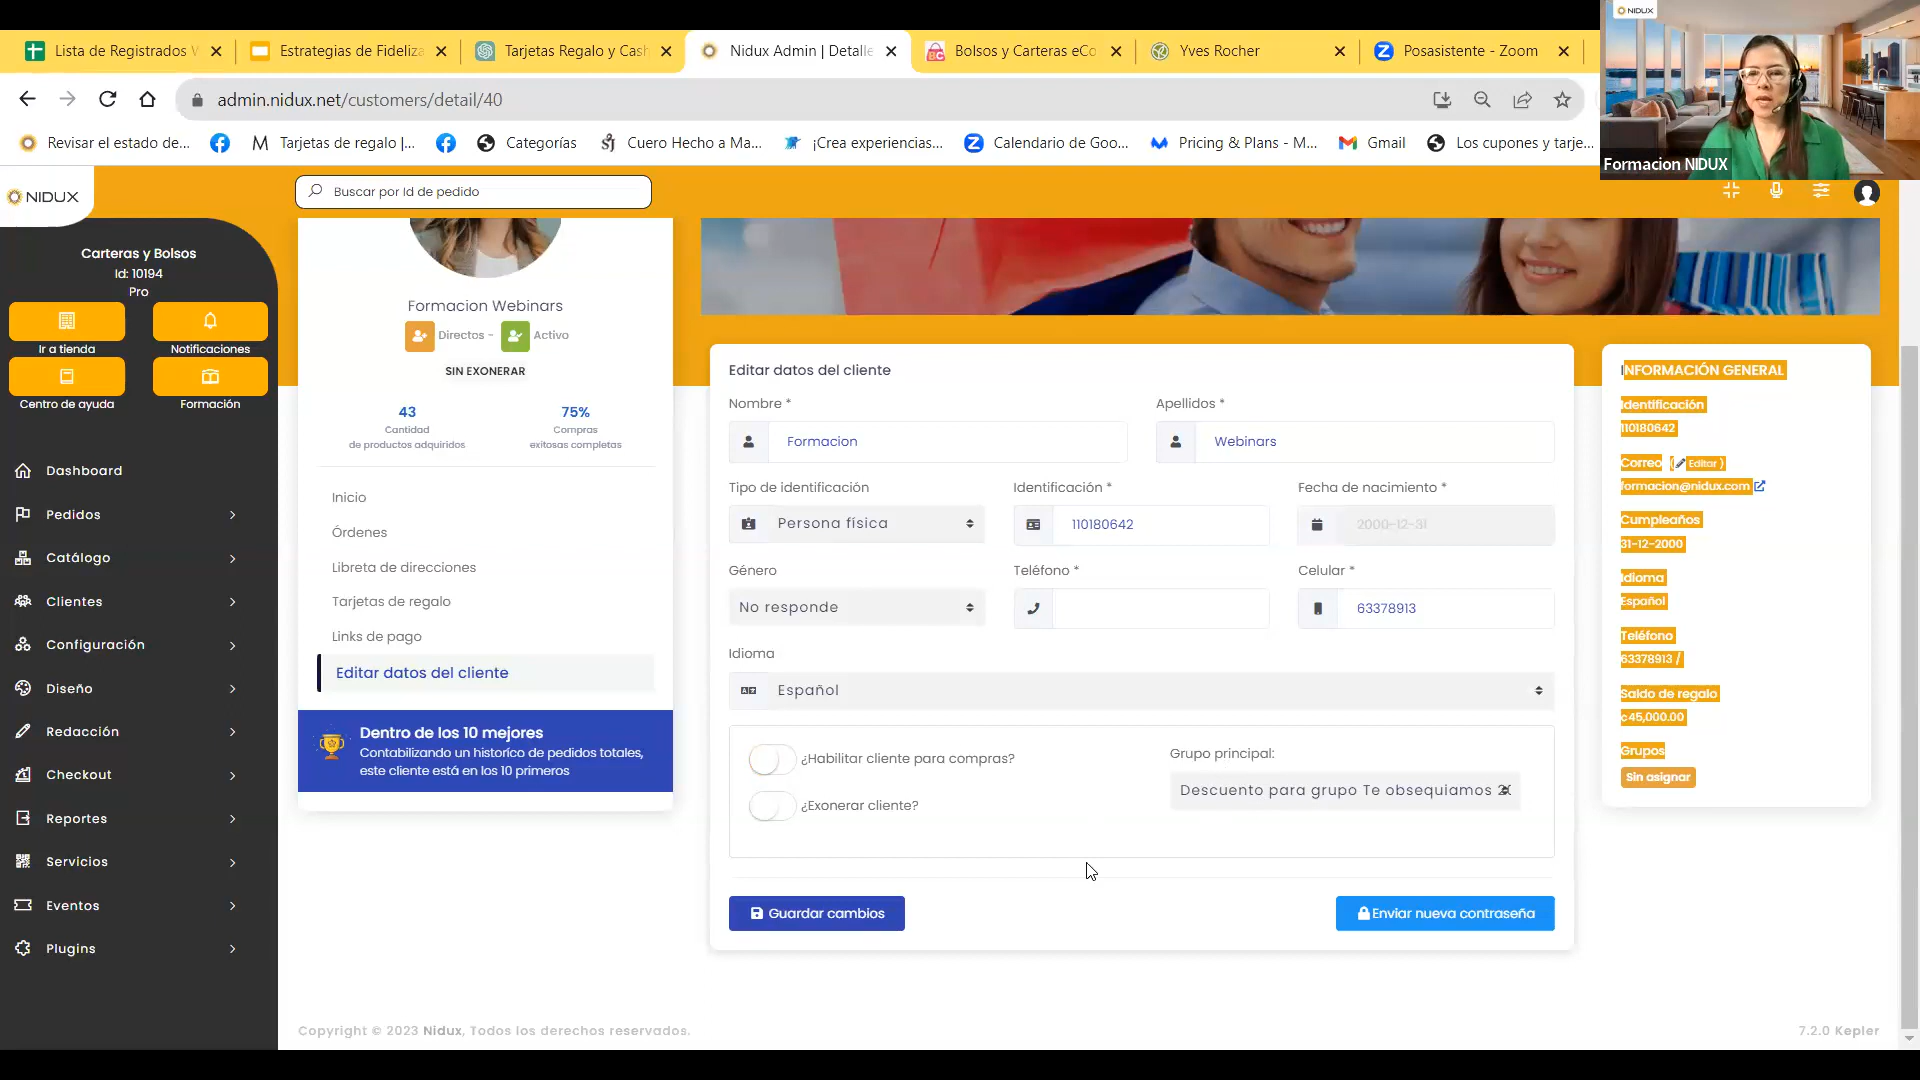 Lista de Registrados
Estrategias de Fideliza
Tarjetas Regalo y Cash
Nidux Admin | Detalle
Bolsos y Carteras eCo
Yves Rocher
Posasistente - Zoom
NIDUX
admin.nidux.net/customers/detail/40
Revisar el estado de...
Tarjetas de regalo |...
Categorías
Cuero Hecho a Ma...
¡Crea experiencias...
Calendario de Goo...
Pricing & Plans - M...
Gmail
Los cupones y tarje...
Formacion NIDUX
NIDUX
Buscar por Id de pedido
Carteras y Bolsos
Id: 10194
Pro
Ir a tienda
Notificaciones
Centro de ayuda
Formación
Dashboard
Pedidos
Catálogo
Clientes
Configuración
Diseño
Redacción
Checkout
Reportes
Servicios
Eventos
Plugins
Formacion Webinars
Directos - Activo
SIN EXONERAR
43
Cantidad
de productos adquiridos
75%
Compras
exitosas completas
Inicio
Órdenes
Libreta de direcciones
Tarjetas de regalo
Links de pago
Editar datos del cliente
Dentro de los 10 mejores
Contabilizando un historíco de pedidos totales,
este cliente está en los 10 primeros
Editar datos del cliente
Nombre *
Apellidos *
Formacion
Webinars
Tipo de identificación
Identificación *
Fecha de nacimiento *
Persona física
110180642
2000-12-31
Género
Teléfono *
Celular *
No responde
63378913
Idioma
Español
¿Habilitar cliente para compras?
¿Exonerar cliente?
Grupo principal:
Descuento para grupo Te obsequiamos
Guardar cambios
Enviar nueva contraseña
INFORMACIÓN GENERAL
Identificación
110180642
Correo ( Editar )
formacion@nidux.com
Cumpleaños
31-12-2000
Idioma
Español
Teléfono
63378913 /
Saldo de regalo
¢45,000.00
Grupos
Sin asignar
Copyright © 2023 Nidux, Todos los derechos reservados.
7.2.0 Kepler